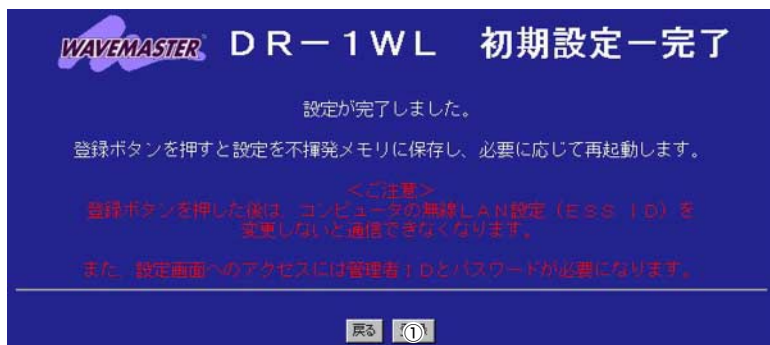 WAVEMASTER DR－1WL 初期設定－完了
設定が完了しました。
登録ボタンを押すと設定を不揮発メモリに保存し、必要に応じて再起動します。
＜ご注意＞
登録ボタンを押した後は、コンピュータの無線LAN設定（ESS ID）を
変更しないと通信できなくなります。
また、設定画面へのアクセスには管理者IDとパスワードが必要になります。
戻る ①